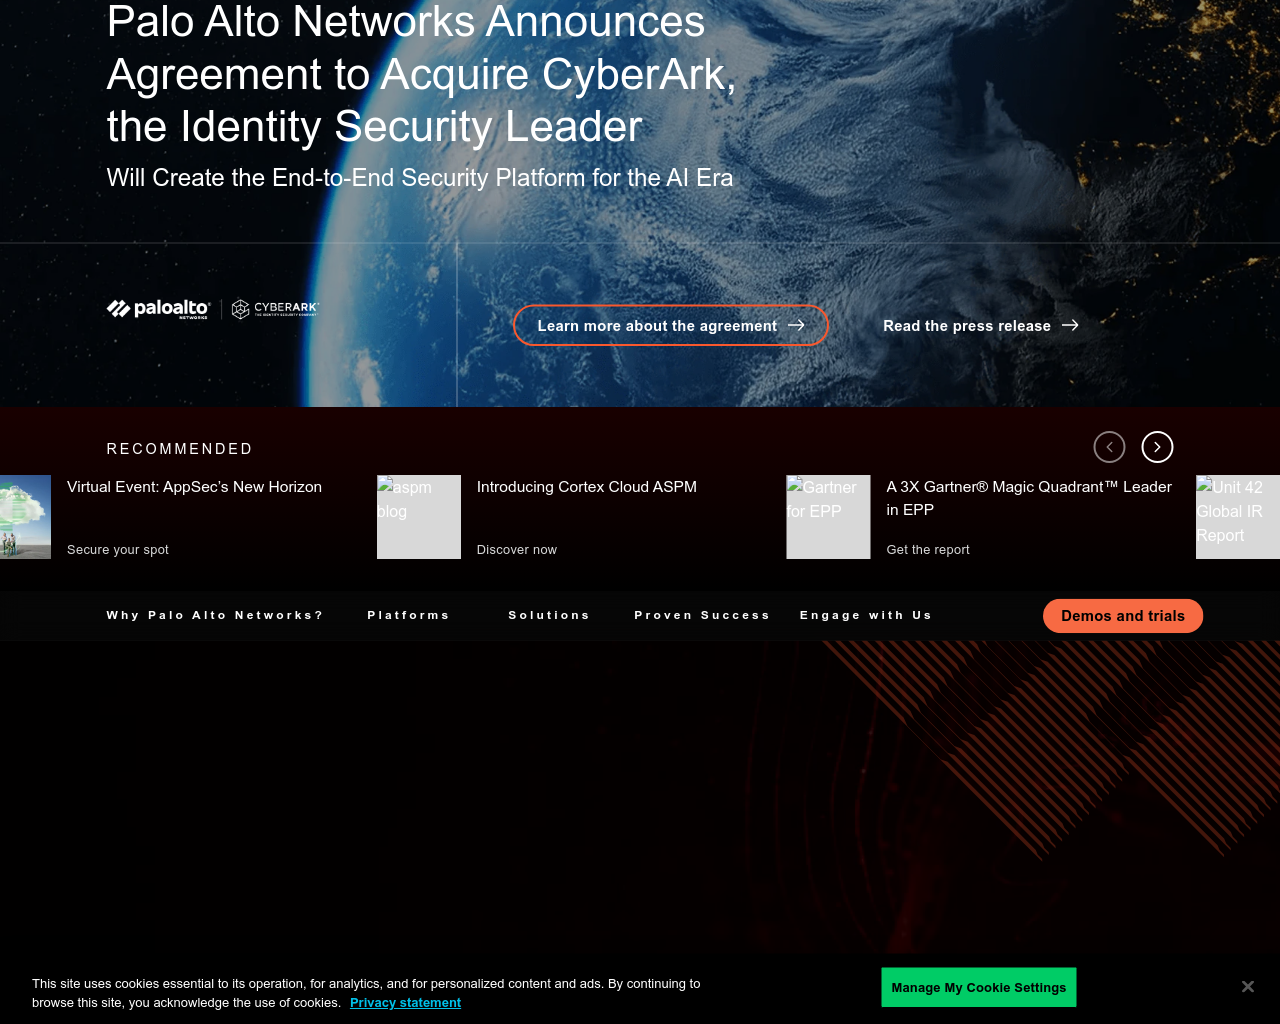 Palo Alto Networks Announces
Agreement to Acquire CyberArk,
the Identity Security Leader
Will Create the End-to-End Security Platform for the AI Era
paloalto
NETWORKS
CYBERARK
THE IDENTITY SECURITY COMPANY
Learn more about the agreement
Read the press release
RECOMMENDED
Virtual Event: AppSec's New Horizon
Secure your spot
aspm
blog
Introducing Cortex Cloud ASPM
Discover now
Gartner
for EPP
A 3X Gartner® Magic Quadrant™ Leader
in EPP
Get the report
Unit 42
Global IR
Report
Why Palo Alto Networks?
Platforms
Solutions
Proven Success
Engage with Us
Demos and trials
This site uses cookies essential to its operation, for analytics, and for personalized content and ads. By continuing to
browse this site, you acknowledge the use of cookies. Privacy statement
Manage My Cookie Settings